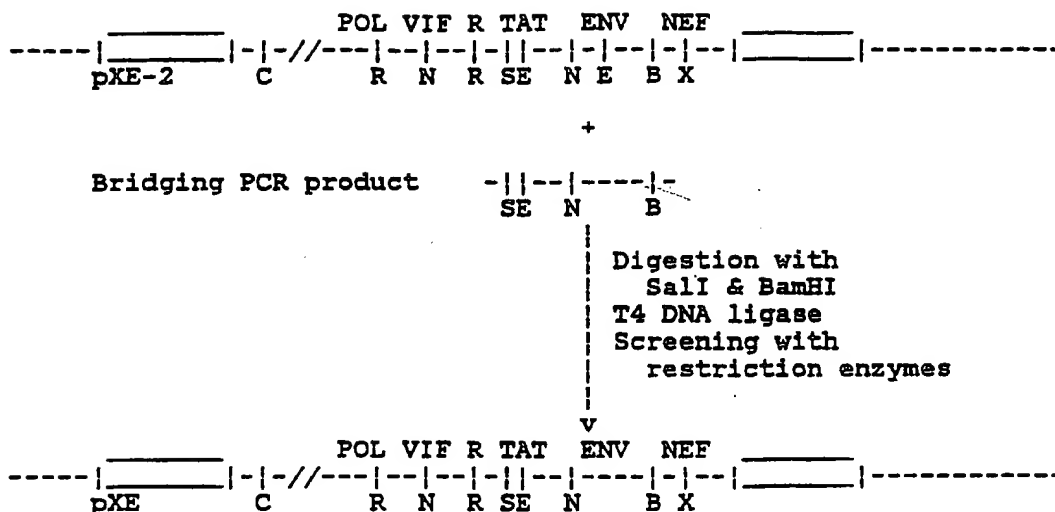 POL VIF R TAT ENV NEF
pXE-2 C R N R SE N E B X
+
Bridging PCR product
SE N B
Digestion with
SalI & BamHI
T4 DNA ligase
Screening with
restriction enzymes
v
POL VIF R TAT ENV NEF
pXE C R N R SE N B X